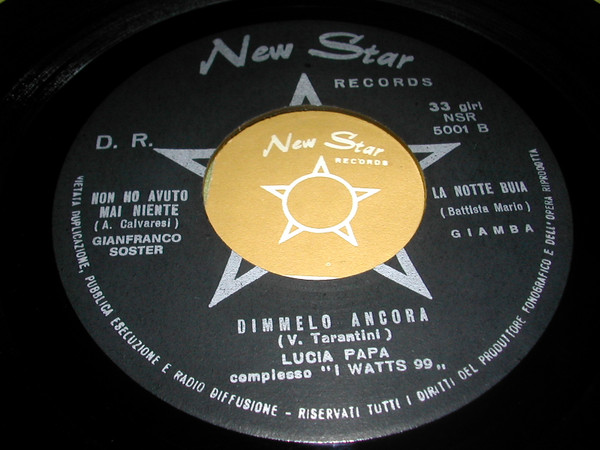 New Star
RECORDS
33 giri
NSR
5001 B
D. R.
New Star
RECORDS
NON HO AVUTO
MAI NIENTE
(A. Calvaresi)
GIANFRANCO
SOSTER
LA NOTTE BUIA
(Battista Mario)
GIAMBA
DIMMELO ANCORA
(V. Tarantini)
LUCIA PAPA
complesso "I WATTS 99„
VIETATA DUPLICAZIONE, PUBBLICA ESECUZIONE E RADIO DIFFUSIONE - RISERVATI TUTTI I DIRITTI DEL PRODUTTORE FONOGRAFICO E DELL'OPERA RIPRODOTTA